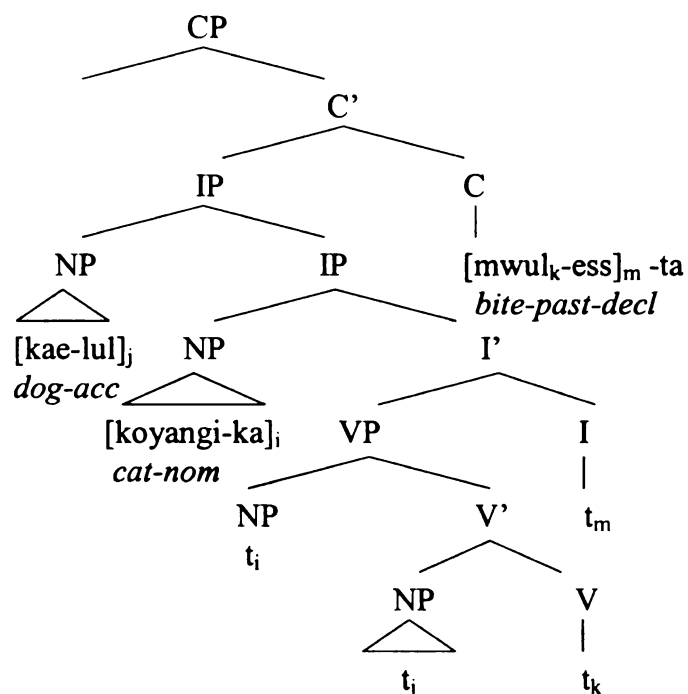 CP
C'
IP C
NP IP [mwulk-ess]m -ta
bite-past-decl
[kae-lul]j NP I'
dog-acc
[koyangi-ka]i VP I
cat-nom
NP V' tm
ti
NP V
tj tk